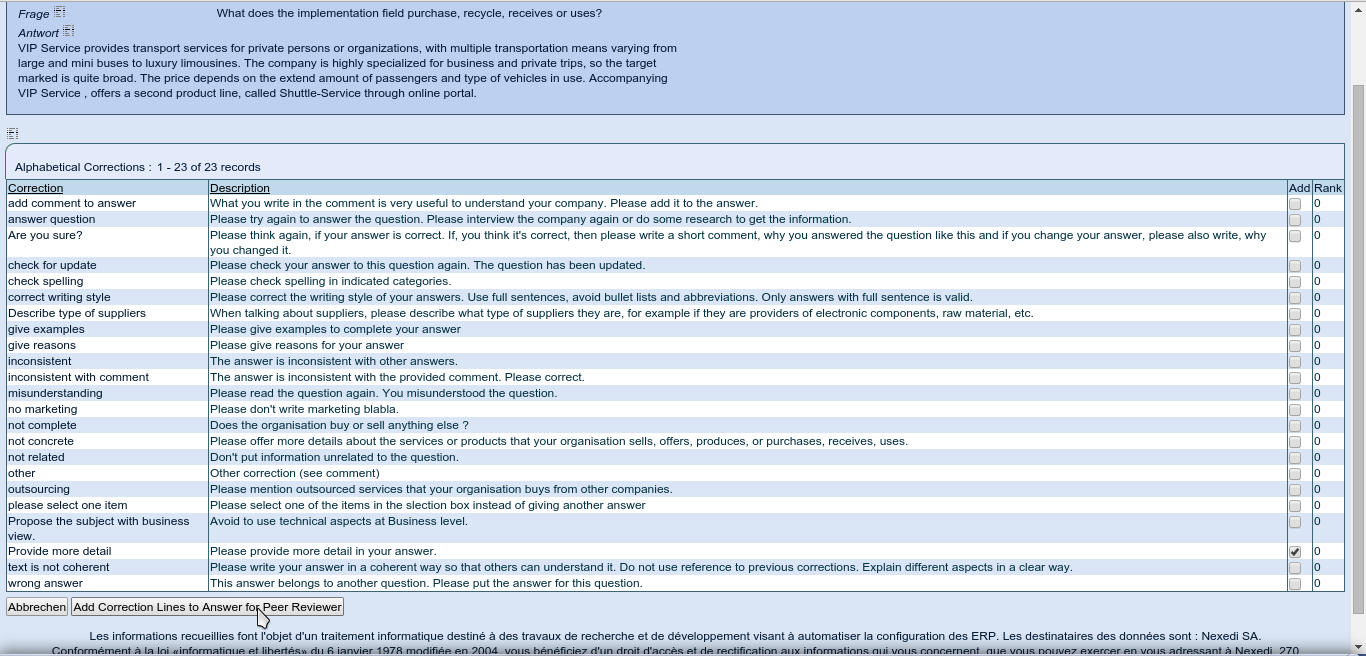 Frage What does the implementation field purchase, recycle, receives or uses?
Antwort
VIP Service provides transport services for private persons or organizations, with multiple transportation means varying from
large and mini buses to luxury limousines. The company is highly specialized for business and private trips, so the target
marked is quite broad. The price depends on the extend amount of passengers and type of vehicles in use. Accompanying
VIP Service , offers a second product line, called Shuttle-Service through online portal.
Alphabetical Corrections : 1 - 23 of 23 records
Correction Description Add Rank
add comment to answer What you write in the comment is very useful to understand your company. Please add it to the answer. 0
answer question Please try again to answer the question. Please interview the company again or do some research to get the information. 0
Are you sure? Please think again, if your answer is correct. If, you think it's correct, then please write a short comment, why you answered the question like this and if you change your answer, please also write, why 0
you changed it.
check for update Please check your answer to this question again. The question has been updated. 0
check spelling Please check spelling in indicated categories. 0
correct writing style Please correct the writing style of your answers. Use full sentences, avoid bullet lists and abbreviations. Only answers with full sentence is valid. 0
Describe type of suppliers When talking about suppliers, please describe what type of suppliers they are, for example if they are providers of electronic components, raw material, etc. 0
give examples Please give examples to complete your answer 0
give reasons Please give reasons for your answer 0
inconsistent The answer is inconsistent with other answers. 0
inconsistent with comment The answer is inconsistent with the provided comment. Please correct. 0
misunderstanding Please read the question again. You misunderstood the question. 0
no marketing Please don't write marketing blabla. 0
not complete Does the organisation buy or sell anything else ? 0
not concrete Please offer more details about the services or products that your organisation sells, offers, produces, or purchases, receives, uses. 0
not related Don't put information unrelated to the question. 0
other Other correction (see comment) 0
outsourcing Please mention outsourced services that your organisation buys from other companies. 0
please select one item Please select one of the items in the slection box instead of giving another answer 0
Propose the subject with business Avoid to use technical aspects at Business level. 0
view.
Provide more detail Please provide more detail in your answer. 0
text is not coherent Please write your answer in a coherent way so that others can understand it. Do not use reference to previous corrections. Explain different aspects in a clear way. 0
wrong answer This answer belongs to another question. Please put the answer for this question. 0
Abbrechen Add Correction Lines to Answer for Peer Reviewer
Les informations recueillies font l'objet d'un traitement informatique destiné à des travaux de recherche et de développement visant à automatiser la configuration des ERP. Les destinataires des données sont : Nexedi SA.
Conformément à la loi «informatique et libertés» du 6 janvier 1978 modifiée en 2004, vous bénéficiez d'un droit d'accès et de rectification aux informations qui vous concernent, que vous pouvez exercer en vous adressant à Nexedi, 270